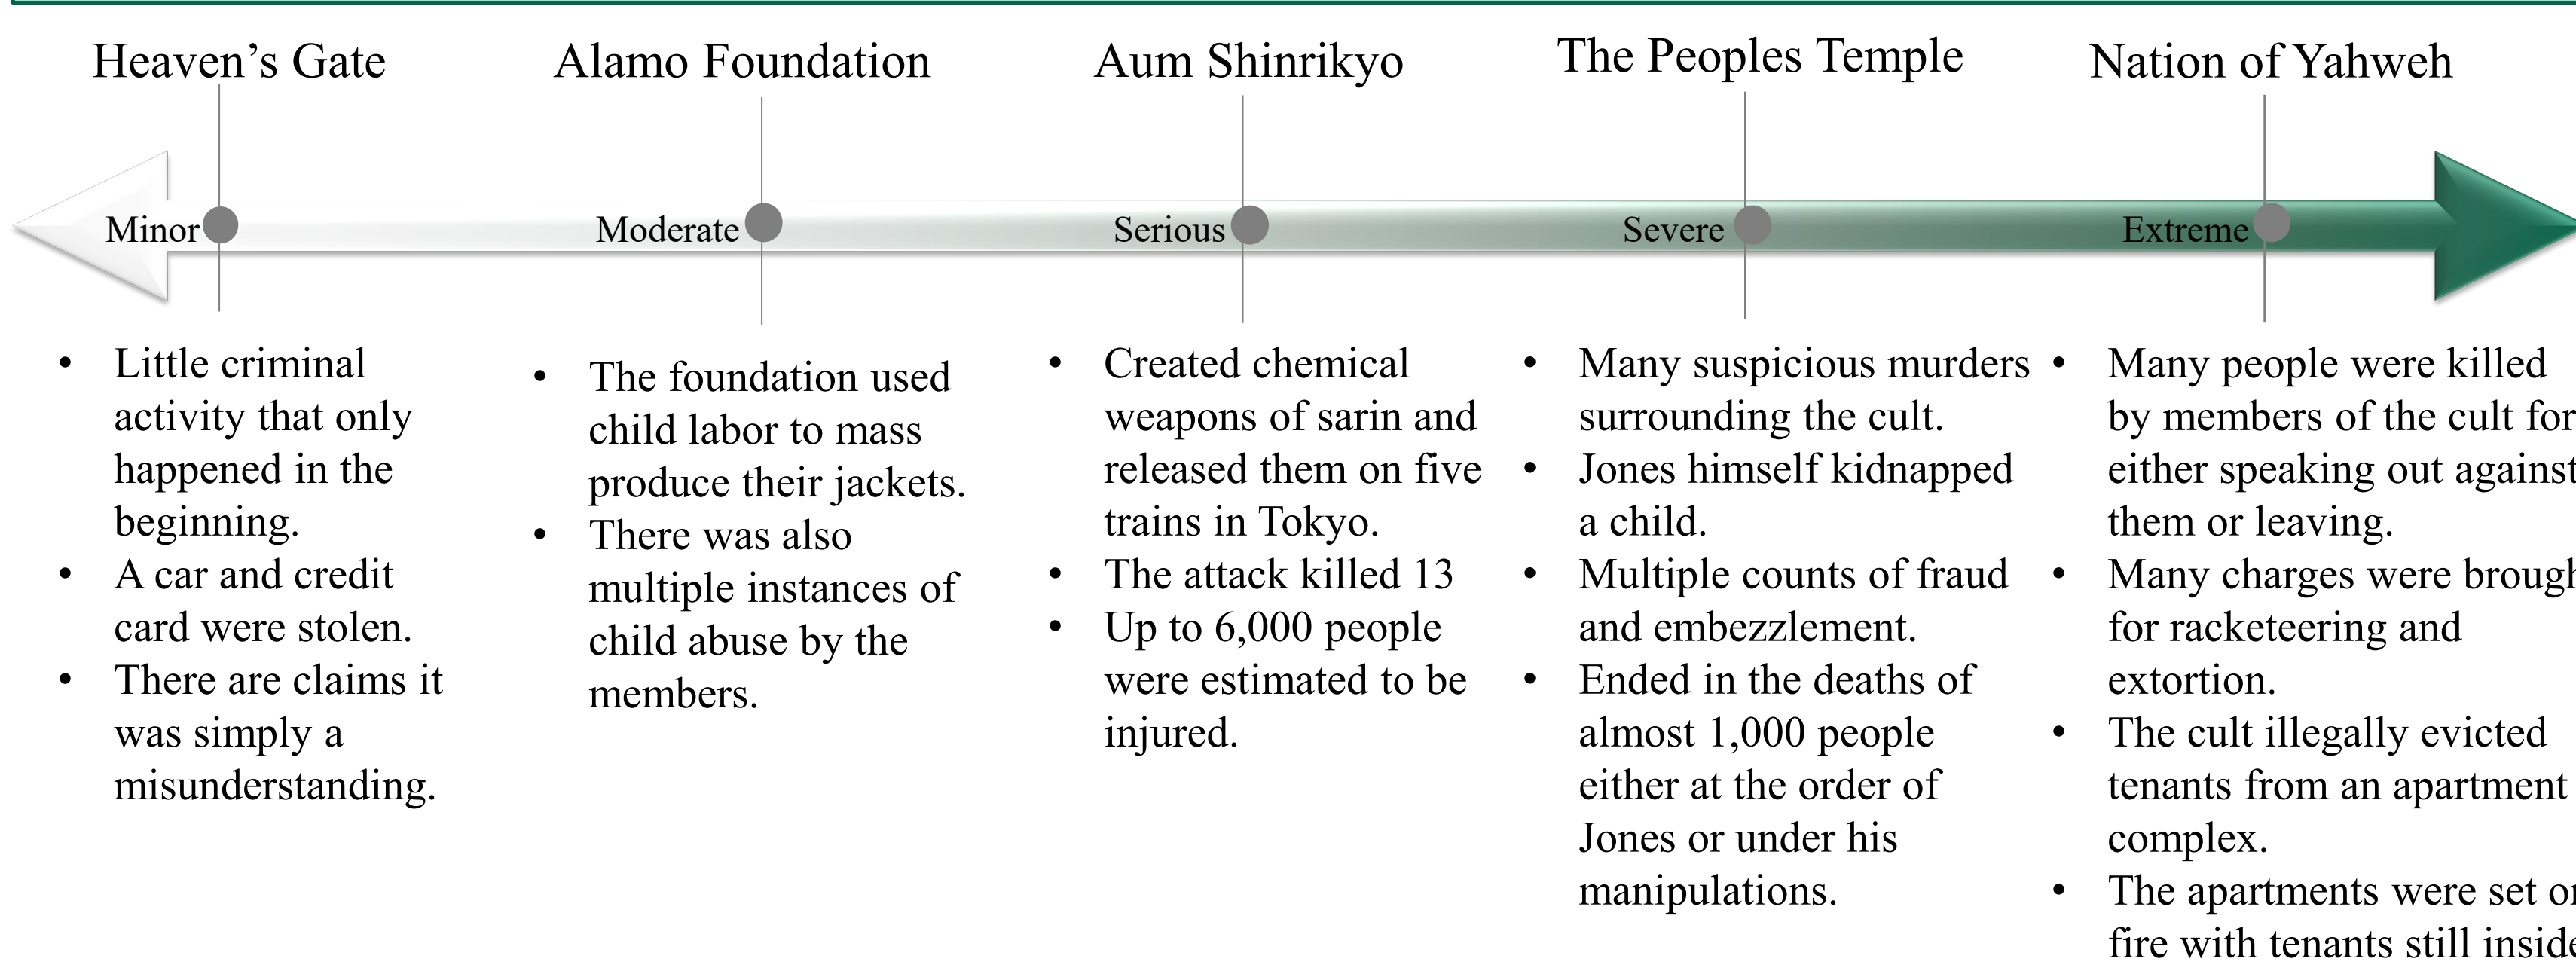 Heaven’s Gate
Alamo Foundation
Aum Shinrikyo
The Peoples Temple
Nation of Yahweh
Minor
Moderate
Serious
Severe
Extreme
• Little criminal
activity that only
happened in the
beginning.
• A car and credit
card were stolen.
• There are claims it
was simply a
misunderstanding.
• The foundation used
child labor to mass
produce their jackets.
• There was also
multiple instances of
child abuse by the
members.
• Created chemical
weapons of sarin and
released them on five
trains in Tokyo.
• The attack killed 13
• Up to 6,000 people
were estimated to be
injured.
• Many suspicious murders
surrounding the cult.
• Jones himself kidnapped
a child.
• Multiple counts of fraud
and embezzlement.
• Ended in the deaths of
almost 1,000 people
either at the order of
Jones or under his
manipulations.
• Many people were killed
by members of the cult for
either speaking out against
them or leaving.
• Many charges were brough
for racketeering and
extortion.
• The cult illegally evicted
tenants from an apartment
complex.
• The apartments were set on
fire with tenants still inside